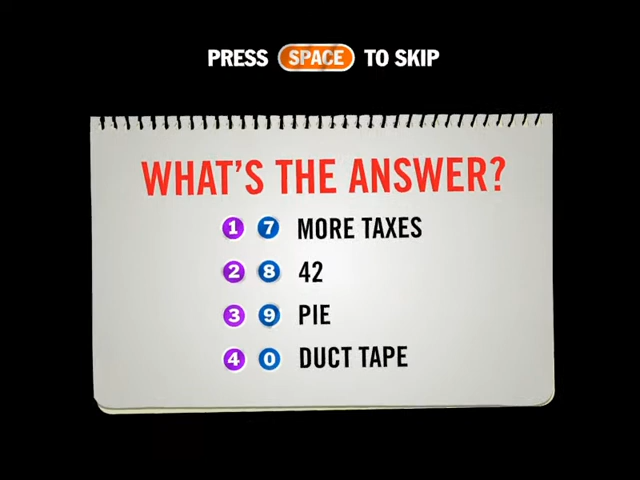 PRESS SPACE TO SKIP
WHAT'S THE ANSWER?
1 7 MORE TAXES
2 8 42
3 9 PIE
4 0 DUCT TAPE